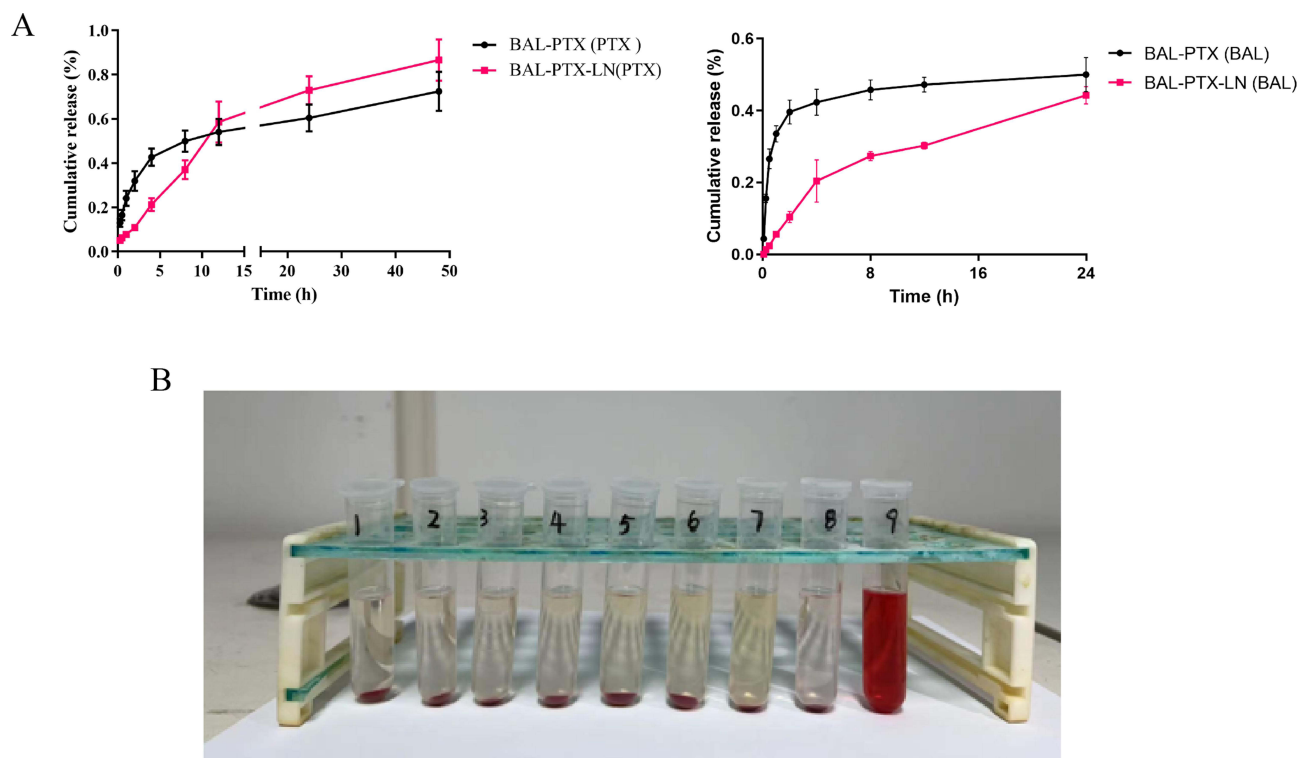 A
Cumulative release (%)
1.0
0.8
0.6
0.4
0.2
0.0
0 5 10 15 20 30 40 50
Time (h)
BAL-PTX (PTX )
BAL-PTX-LN(PTX)
Cumulative release (%)
0.6
0.4
0.2
0.0
0 8 16 24
Time (h)
BAL-PTX (BAL)
BAL-PTX-LN (BAL)
B
1 2 3 4 5 6 7 8 9